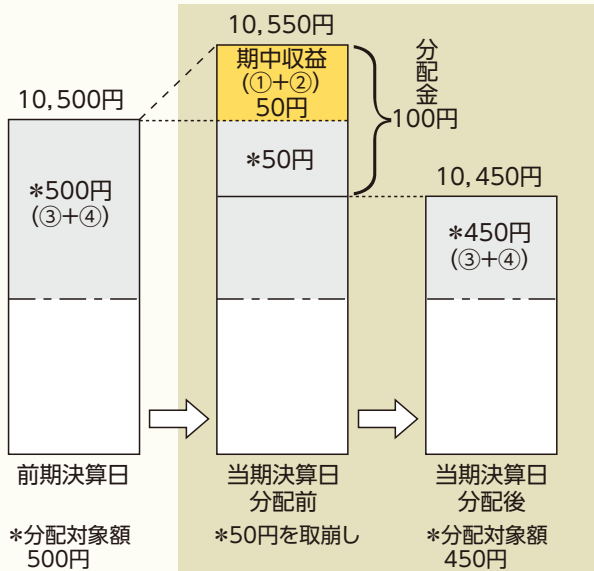 10,500円
*500円
(③+④)
前期決算日
*分配対象額
500円
10,550円
期中収益
(①+②)
50円
*50円
分配金
100円
当期決算日
分配前
*50円を取崩し
10,450円
*450円
(③+④)
当期決算日
分配後
*分配対象額
450円